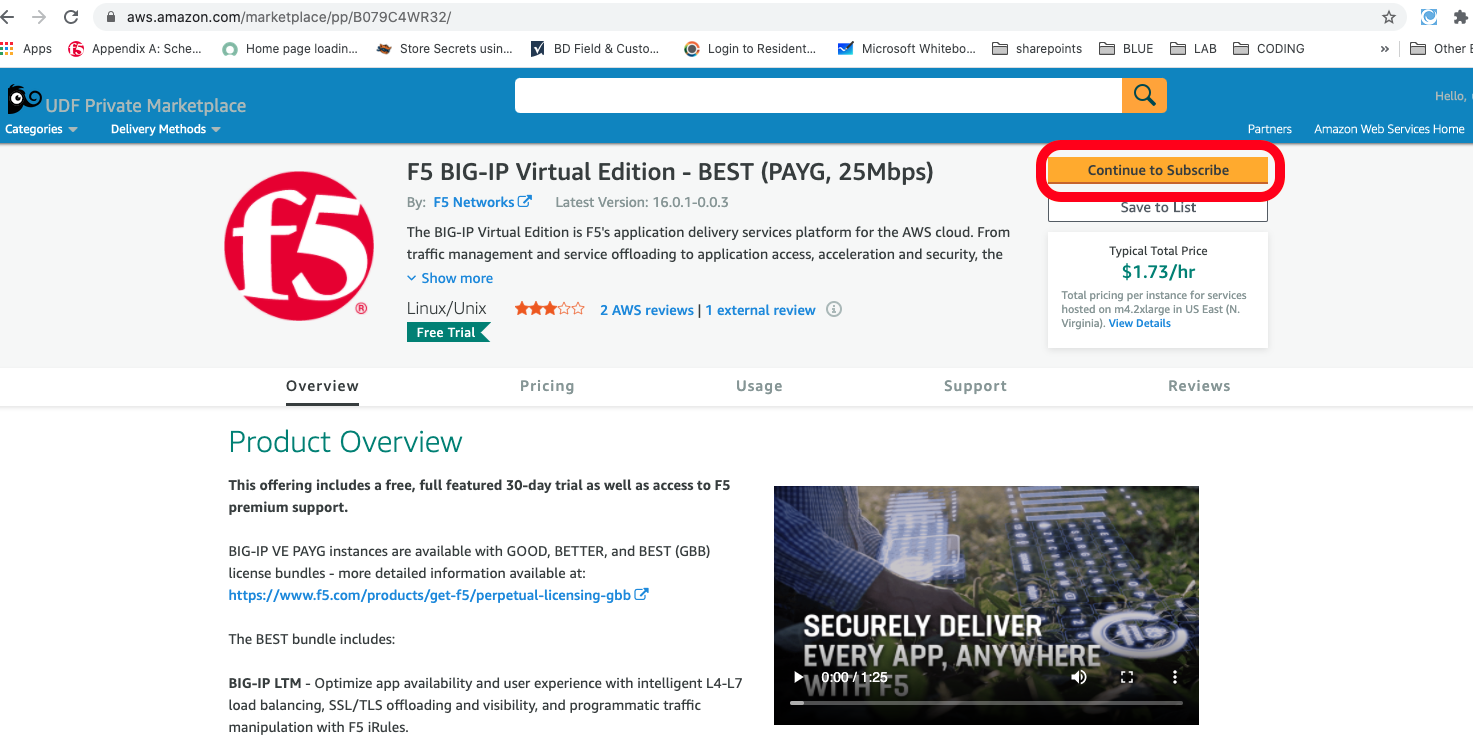 aws.amazon.com/marketplace/pp/B079C4WR32/
Apps
Appendix A: Sche...
Home page loadin...
Store Secrets usin...
BD Field & Custo...
Login to Resident...
Microsoft Whitebo...
sharepoints
BLUE
LAB
CODING
»
Other
UDF Private Marketplace
Hello,
Categories
Delivery Methods
Partners
Amazon Web Services Home
f5
®
F5 BIG-IP Virtual Edition - BEST (PAYG, 25Mbps)
By: F5 Networks
Latest Version: 16.0.1-0.0.3
The BIG-IP Virtual Edition is F5's application delivery services platform for the AWS cloud. From
traffic management and service offloading to application access, acceleration and security, the
Show more
Linux/Unix
2 AWS reviews | 1 external review
Free Trial
Continue to Subscribe
Save to List
Typical Total Price
$1.73/hr
Total pricing per instance for services
hosted on m4.2xlarge in US East (N.
Virginia). View Details
Overview
Pricing
Usage
Support
Reviews
Product Overview
This offering includes a free, full featured 30-day trial as well as access to F5
premium support.
BIG-IP VE PAYG instances are available with GOOD, BETTER, and BEST (GBB)
license bundles - more detailed information available at:
https://www.f5.com/products/get-f5/perpetual-licensing-gbb
The BEST bundle includes:
BIG-IP LTM - Optimize app availability and user experience with intelligent L4-L7
load balancing, SSL/TLS offloading and visibility, and programmatic traffic
manipulation with F5 iRules.
SECURELY DELIVER
EVERY APP, ANYWHERE
WITH F5
0:00 / 1:25
f5